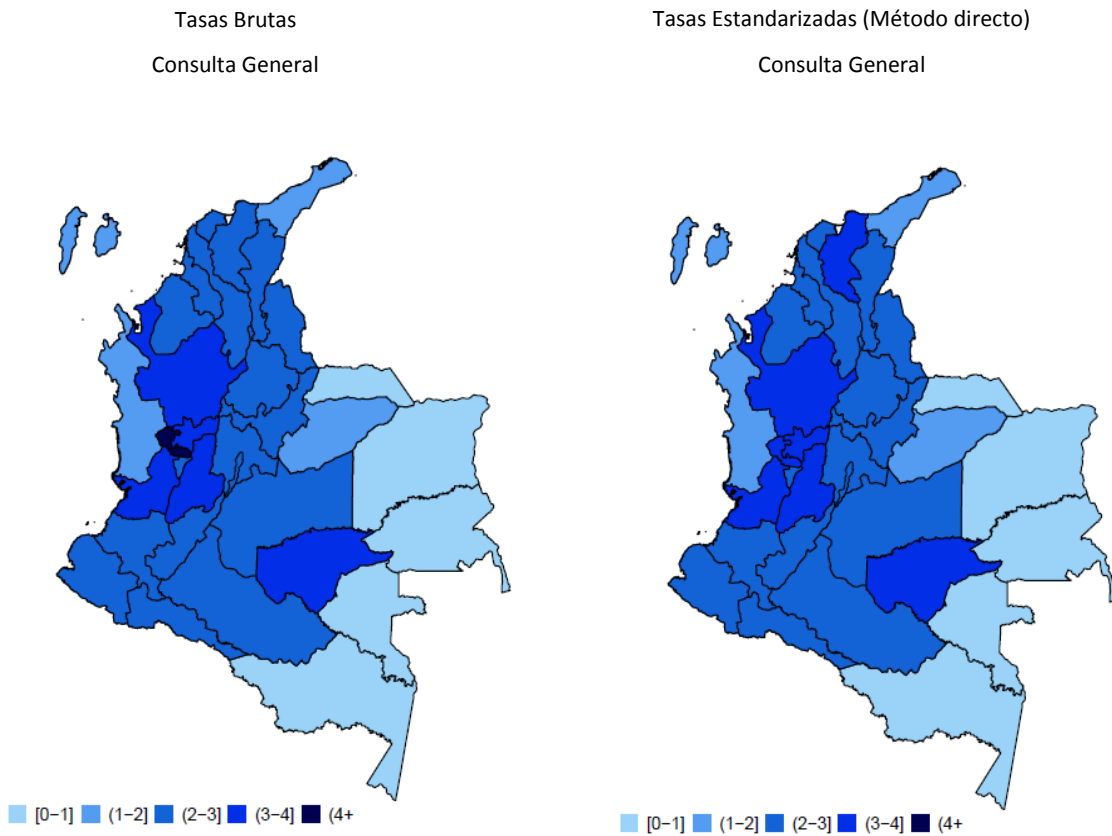 Tasas Brutas
Consulta General
[0−1] (1−2] (2−3] (3−4] (4+
Tasas Estandarizadas (Método directo)
Consulta General
[0−1] (1−2] (2−3] (3−4] (4+